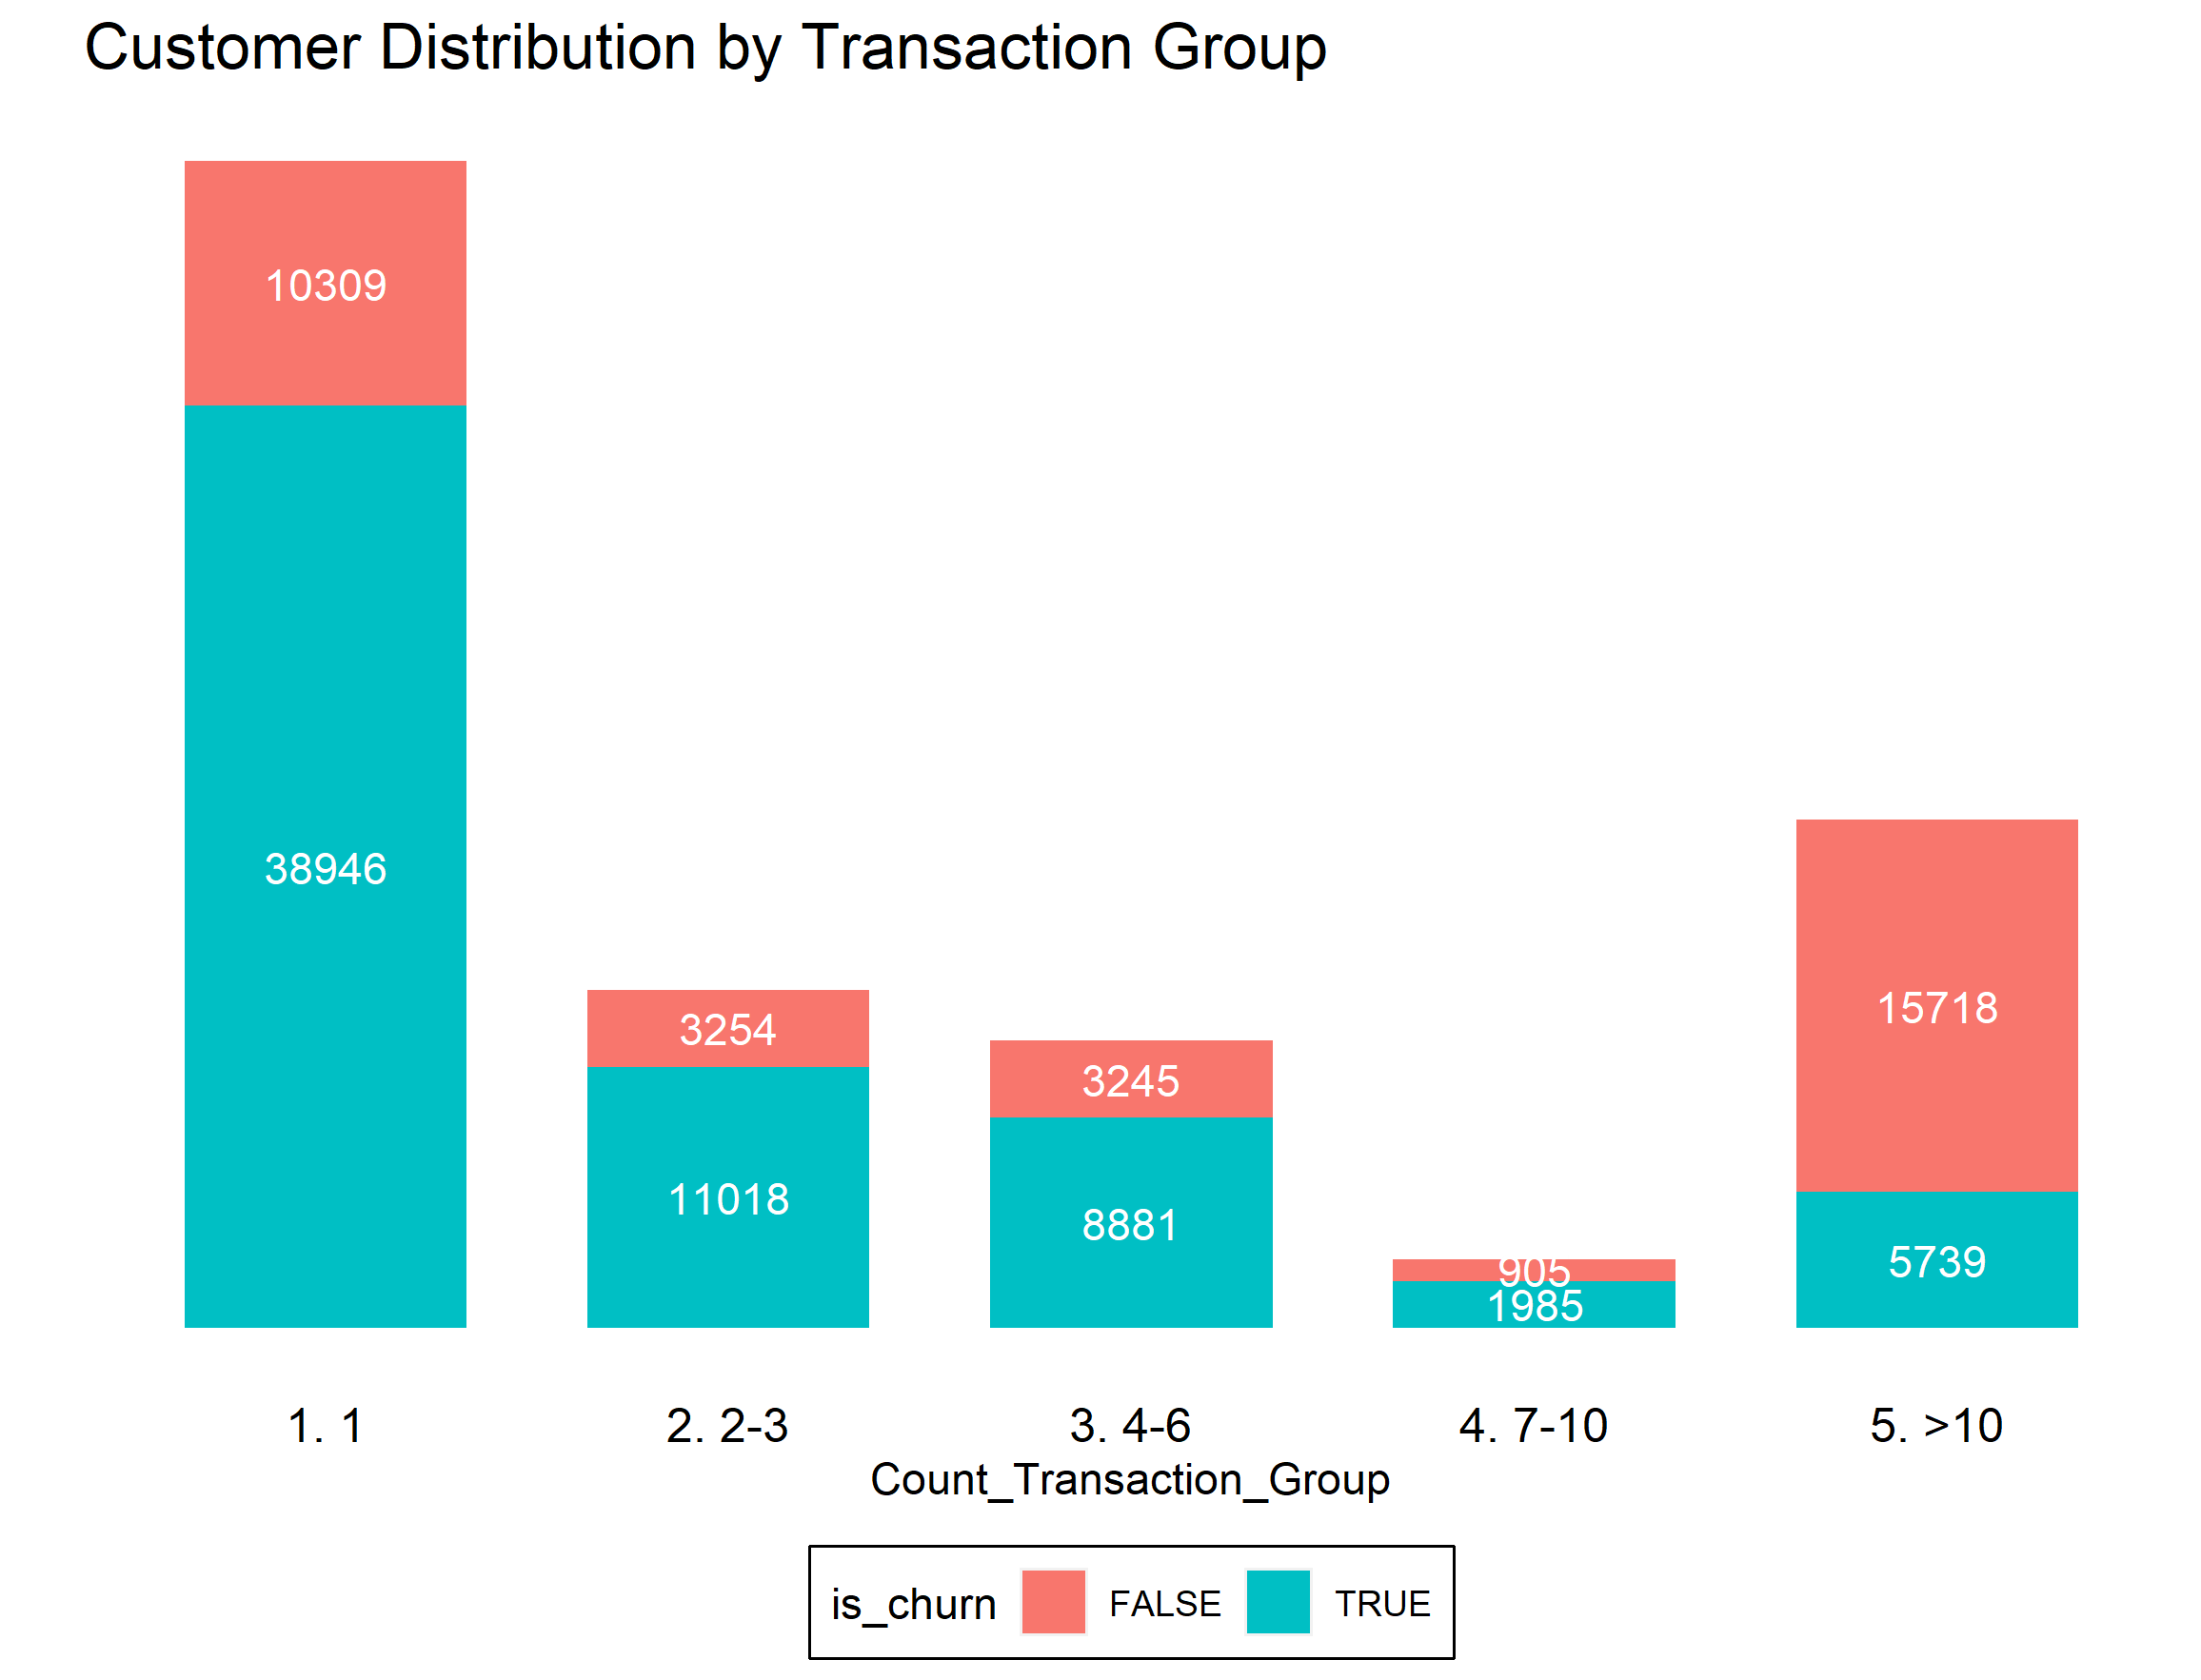 Customer Distribution by Transaction Group
10309
38946
3254
11018
3245
8881
905
1985
15718
5739
1. 1 2. 2-3 3. 4-6 4. 7-10 5. >10
Count_Transaction_Group
is_churn FALSE TRUE